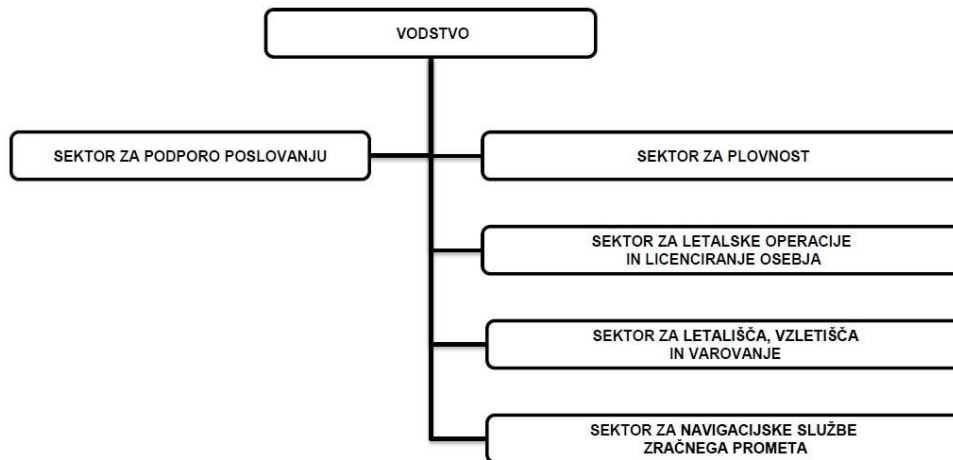 VODSTVO
SEKTOR ZA PODPORO POSLOVANJU
SEKTOR ZA PLOVNOST
SEKTOR ZA LETALSKE OPERACIJE
IN LICENCIRANJE OSEBJA
SEKTOR ZA LETALIŠČA, VZLETIŠČA
IN VAROVANJE
SEKTOR ZA NAVIGACIJSKE SLUŽBE
ZRAČNEGA PROMETA